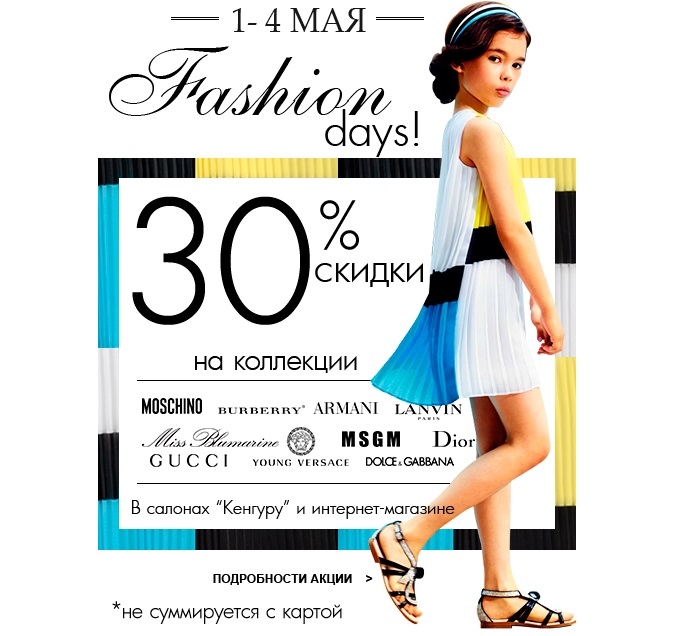 1-4 МАЯ
Fashion
days!
30%
скидки
на коллекции
MOSCHINO BURBERRY ARMANI LANVIN
PARIS
Miss Blumarine MSGM Dior
GUCCI YOUNG VERSACE DOLCE & GABBANA
В салонах “Кенгуру” и интернет-магазине
ПОДРОБНОСТИ АКЦИИ >
*не суммируется с картой